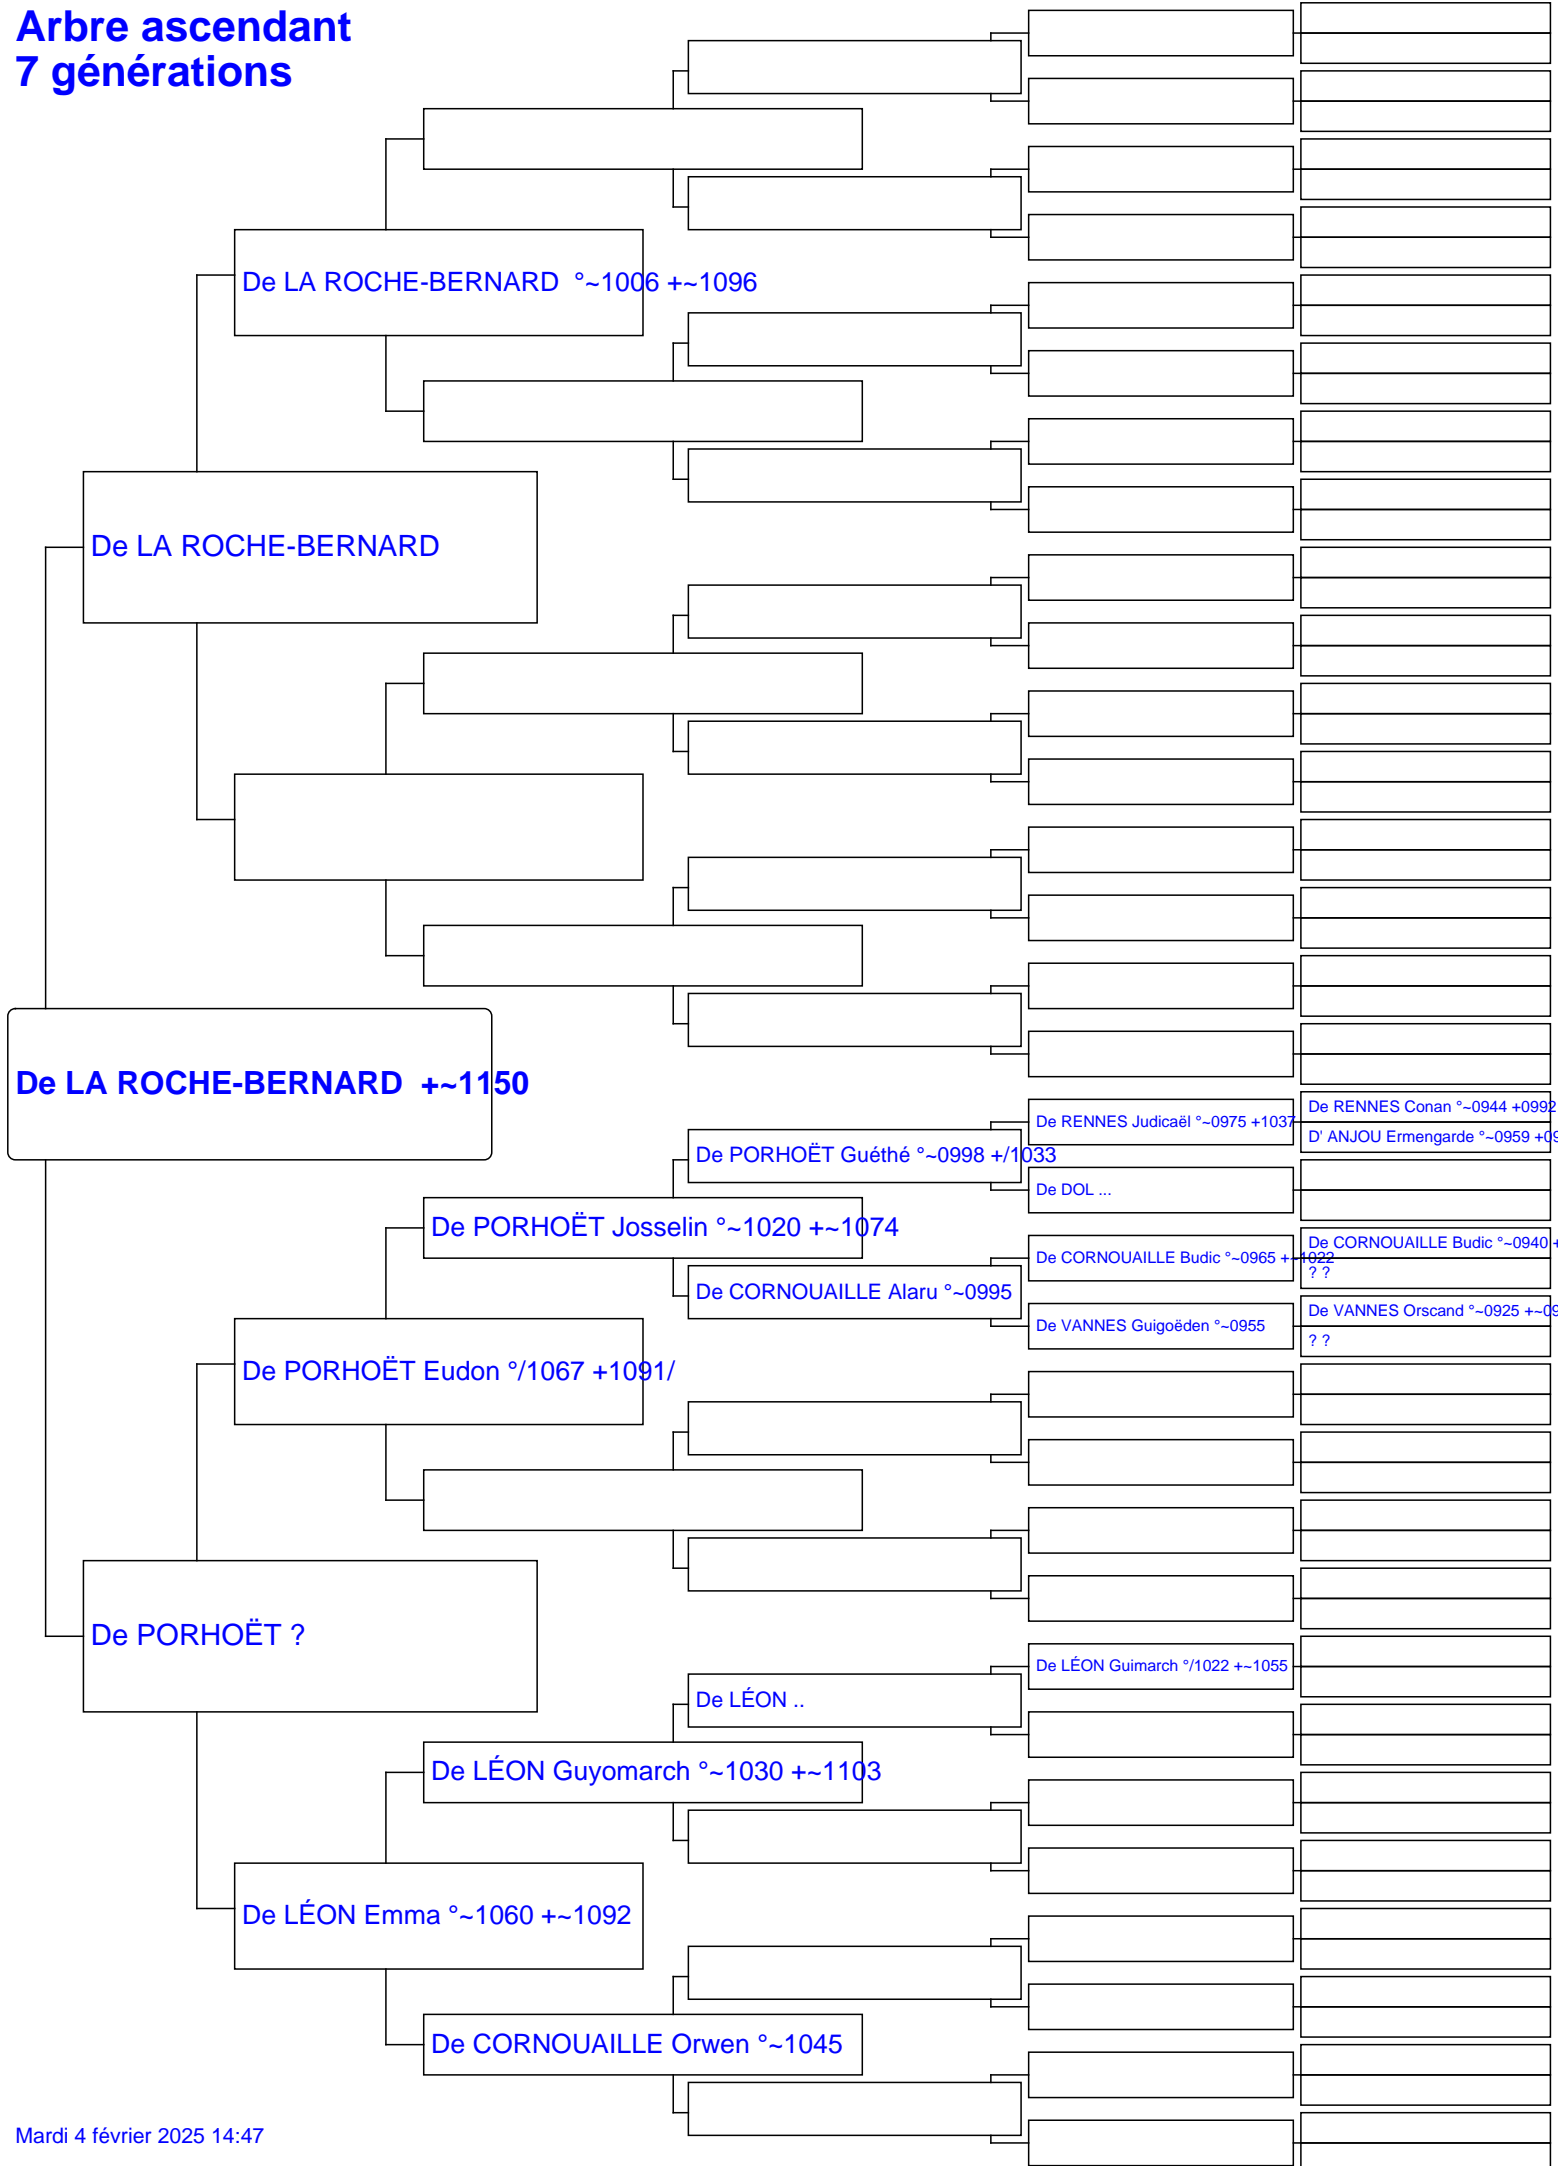 Arbre ascendant
7 générations
De LA ROCHE-BERNARD °~1006 +~1096
De LA ROCHE-BERNARD
De LA ROCHE-BERNARD +~1150
De RENNES Conan °~0944 +0992
De RENNES Judicaël °~0975 +1037
D' ANJOU Ermengarde °~0959 +09
De PORHOËT Guéthé °~0998 +/1033
De DOL ...
De PORHOËT Josselin °~1020 +~1074
De CORNOUAILLE Budic °~0940 +
De CORNOUAILLE Budic °~0965 +~1022
? ?
De CORNOUAILLE Alaru °~0995
De VANNES Orscand °~0925 +~09
De VANNES Guigoëden °~0955
? ?
De PORHOËT Eudon °/1067 +1091/
De PORHOËT ?
De LÉON Guimarch °/1022 +~1055
De LÉON ..
De LÉON Guyomarch °~1030 +~1103
De LÉON Emma °~1060 +~1092
De CORNOUAILLE Orwen °~1045
Mardi 4 février 2025 14:47